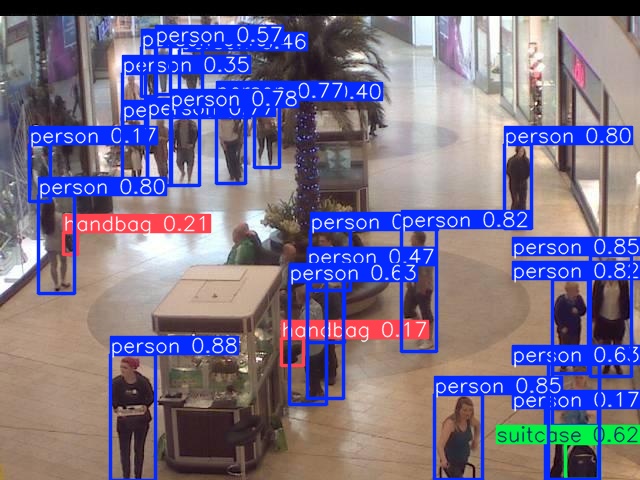 person 0.57
0.46
person 0.35
0.77
0.40
person 0.78
person 0.17
person 0.80
person 0.80
handbag 0.21
person 0.82
person 0.85
person 0.47
person 0.63
person 0.82
handbag 0.17
person 0.88
person 0.63
person 0.85
person 0.17
suitcase 0.62